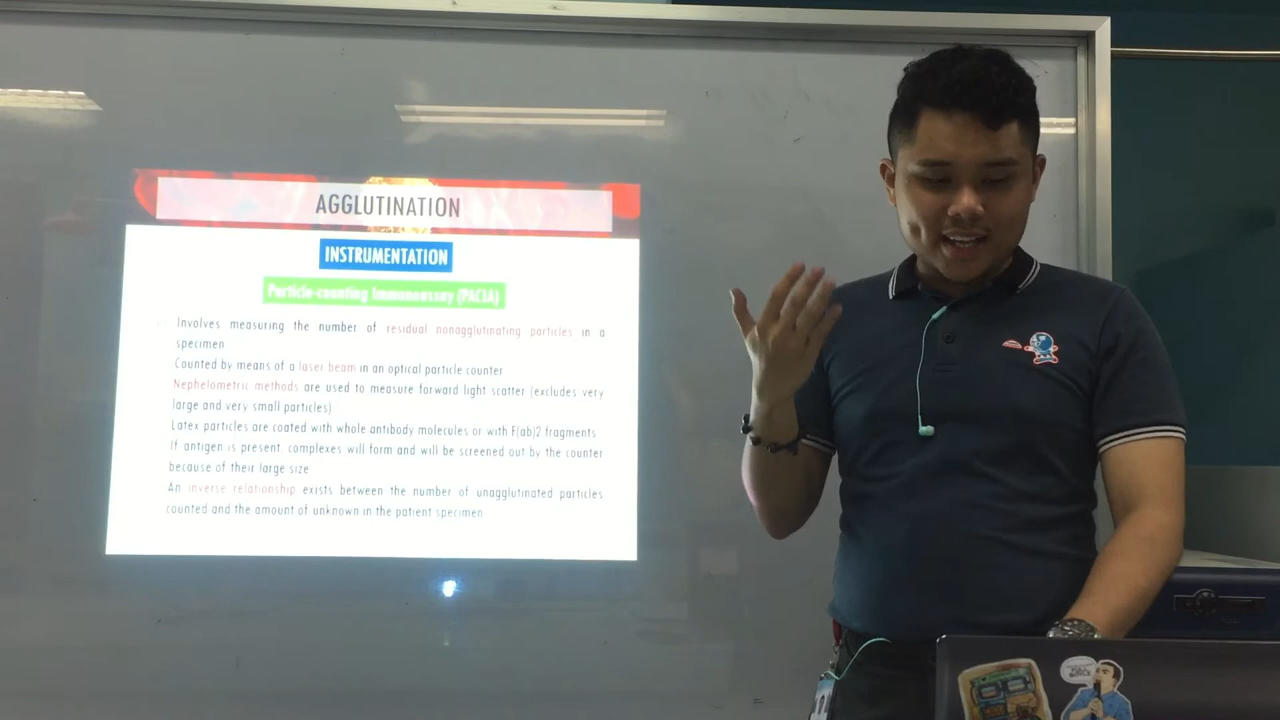 AGGLUTINATION
INSTRUMENTATION
Particle-counting Immunoassay (PACIA)
Involves measuring the number of residual nonagglutinating particles in a
specimen
Counted by means of a laser beam in an optical particle counter
Nephelometric methods are used to measure forward light scatter (excludes very
large and very small particles)
Latex particles are coated with whole antibody molecules or with F(ab)2 fragments
If antigen is present, complexes will form and will be screened out by the counter
because of their large size
An inverse relationship exists between the number of unagglutinated particles
counted and the amount of unknown in the patient specimen